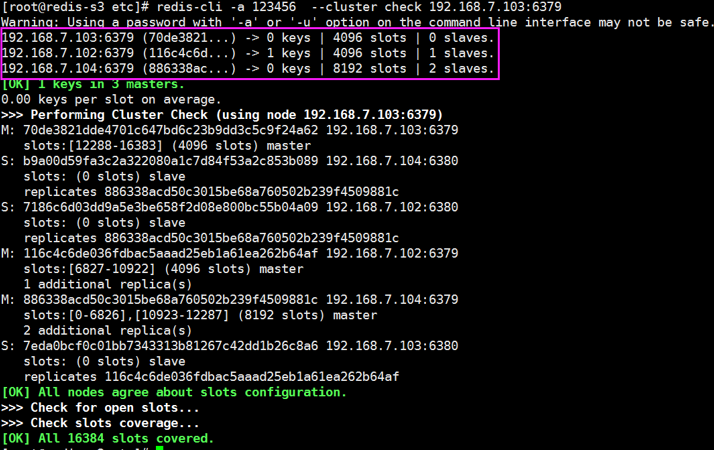 [root@redis-s3 etc]# redis-cli -a 123456  --cluster check 192.168.7.103:6379
Warning: Using a password with '-a' or '-u' option on the command line interface may not be safe.
192.168.7.103:6379 (70de3821...) -> 0 keys | 4096 slots | 0 slaves.
192.168.7.102:6379 (116c4c6d...) -> 1 keys | 4096 slots | 1 slaves.
192.168.7.104:6379 (886338ac...) -> 0 keys | 8192 slots | 2 slaves.
[OK] 1 keys in 3 masters.
0.00 keys per slot on average.
>>> Performing Cluster Check (using node 192.168.7.103:6379)
M: 70de3821dde4701c647bd6c23b9dd3c5c9f24a62 192.168.7.103:6379
   slots:[12288-16383] (4096 slots) master
S: b9a00d59fa3c2a322080a1c7d84f53a2c853b089 192.168.7.104:6380
   slots: (0 slots) slave
   replicates 886338acd50c3015be68a760502b239f4509881c
S: 7186c6d03dd9a5e3be658f2d08e800bc55b04a09 192.168.7.102:6380
   slots: (0 slots) slave
   replicates 886338acd50c3015be68a760502b239f4509881c
M: 116c4c6de036fdbac5aaad25eb1a61ea262b64af 192.168.7.102:6379
   slots:[6827-10922] (4096 slots) master
   1 additional replica(s)
M: 886338acd50c3015be68a760502b239f4509881c 192.168.7.104:6379
   slots:[0-6826],[10923-12287] (8192 slots) master
   2 additional replica(s)
S: 7eda0bcf0c01bb7343313b81267c42dd1b26c8a6 192.168.7.103:6380
   slots: (0 slots) slave
   replicates 116c4c6de036fdbac5aaad25eb1a61ea262b64af
[OK] All nodes agree about slots configuration.
>>> Check for open slots...
>>> Check slots coverage...
[OK] All 16384 slots covered.